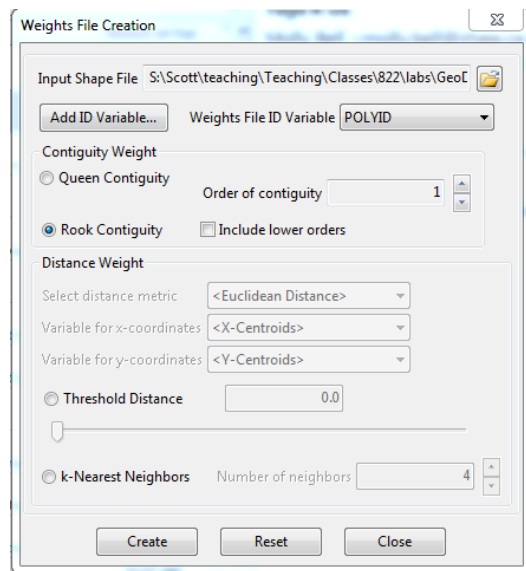 Weights File Creation
Input Shape File S:\Scott\teaching\Teaching\Classes\822\labs\GeoD
Add ID Variable... Weights File ID Variable POLYID
Contiguity Weight
Queen Contiguity
Order of contiguity 1
Rook Contiguity Include lower orders
Distance Weight
Select distance metric <Euclidean Distance>
Variable for x-coordinates <X-Centroids>
Variable for y-coordinates <Y-Centroids>
Threshold Distance 0.0
k-Nearest Neighbors Number of neighbors 4
Create Reset Close